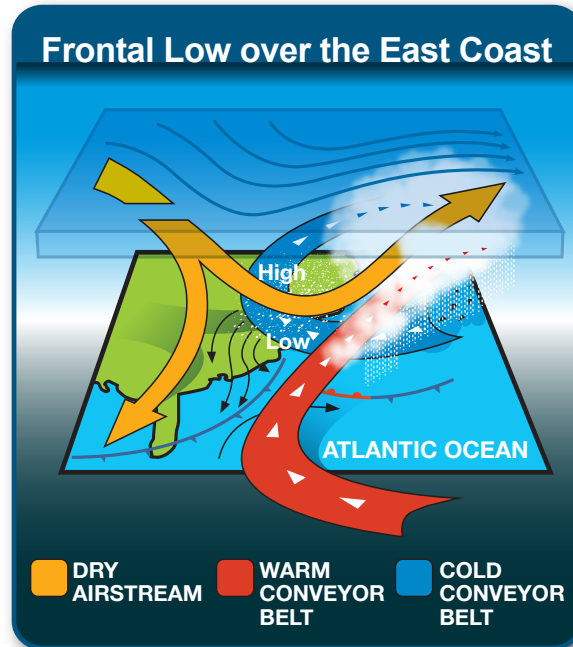 Frontal Low over the East Coast
High
Low
ATLANTIC OCEAN
DRY
AIRSTREAM
WARM
CONVEYOR
BELT
COLD
CONVEYOR
BELT